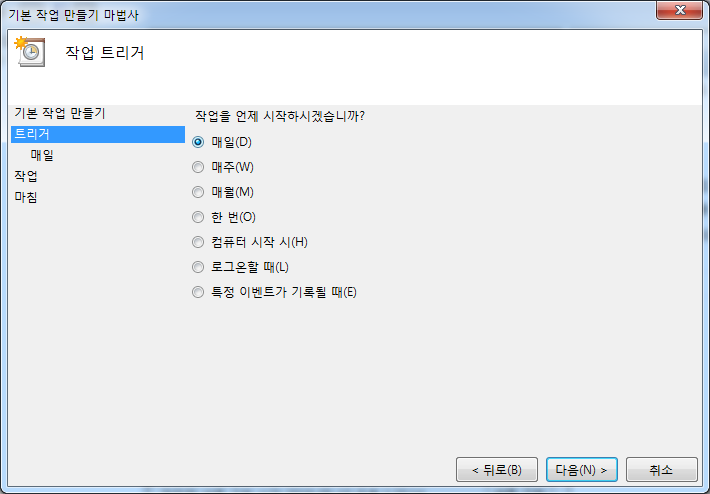 기본 작업 만들기 마법사
작업 트리거
기본 작업 만들기
트리거
매일
작업
마침
작업을 언제 시작하시겠습니까?
매일(D)
매주(W)
매월(M)
한 번(O)
컴퓨터 시작 시(H)
로그온할 때(L)
특정 이벤트가 기록될 때(E)
< 뒤로(B)
다음(N) >
취소